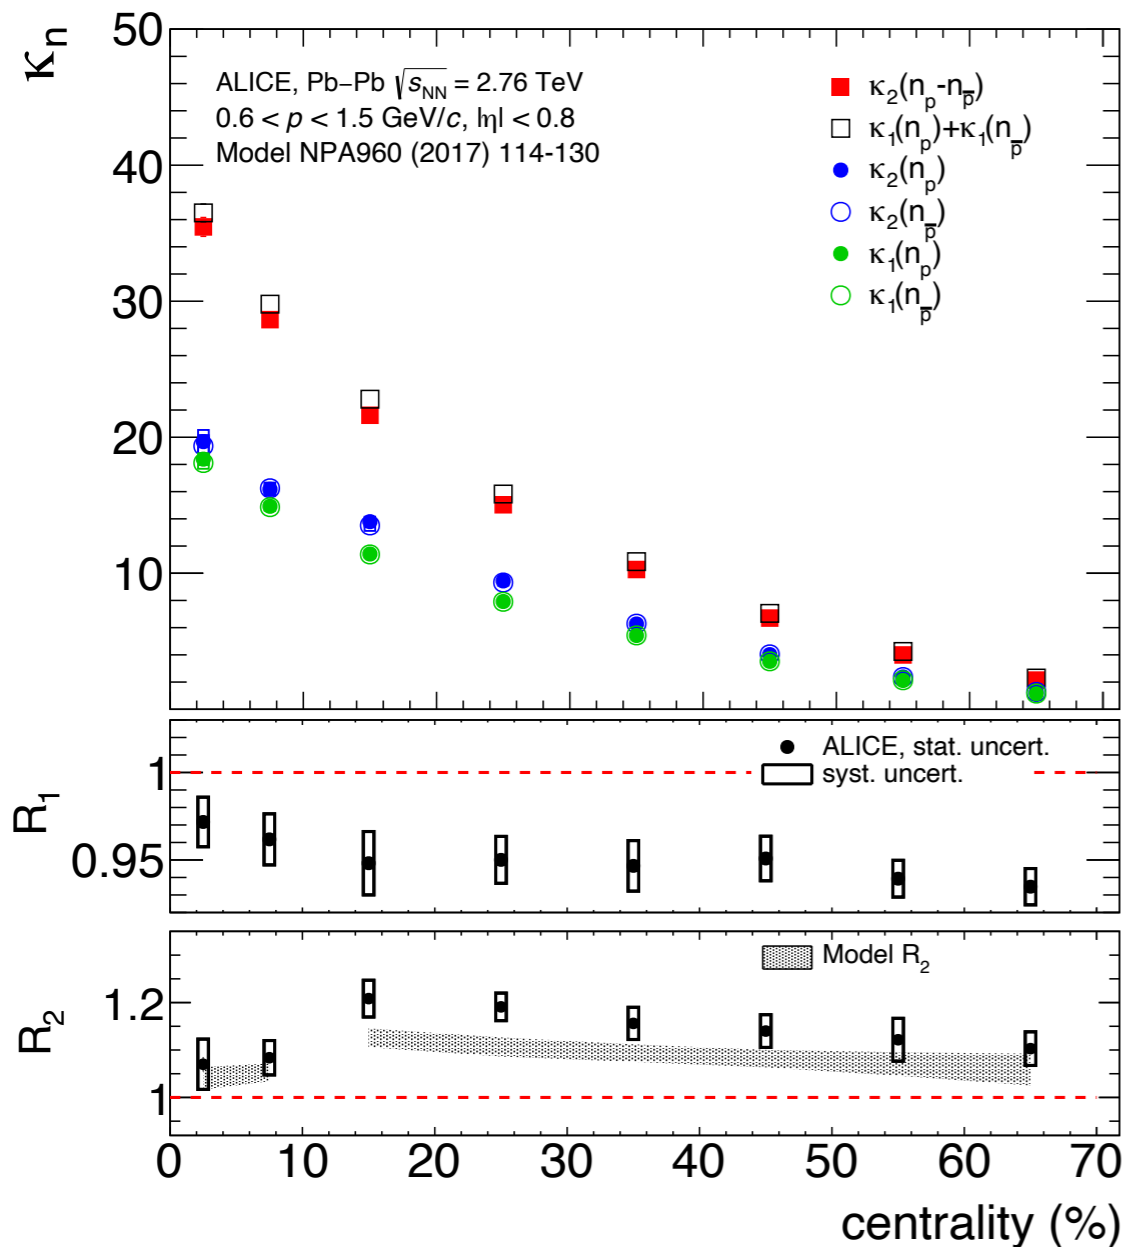 κn
50
40
30
20
10
ALICE, Pb−Pb √sNN = 2.76 TeV
0.6 < p < 1.5 GeV/c, |η| < 0.8
Model NPA960 (2017) 114-130
κ2(np-np̅)
κ1(np)+κ1(np̅)
κ2(np)
κ2(np̅)
κ1(np)
κ1(np̅)
R1
1
0.95
ALICE, stat. uncert.
syst. uncert.
R2
1.2
1
Model R2
0 10 20 30 40 50 60 70
centrality (%)